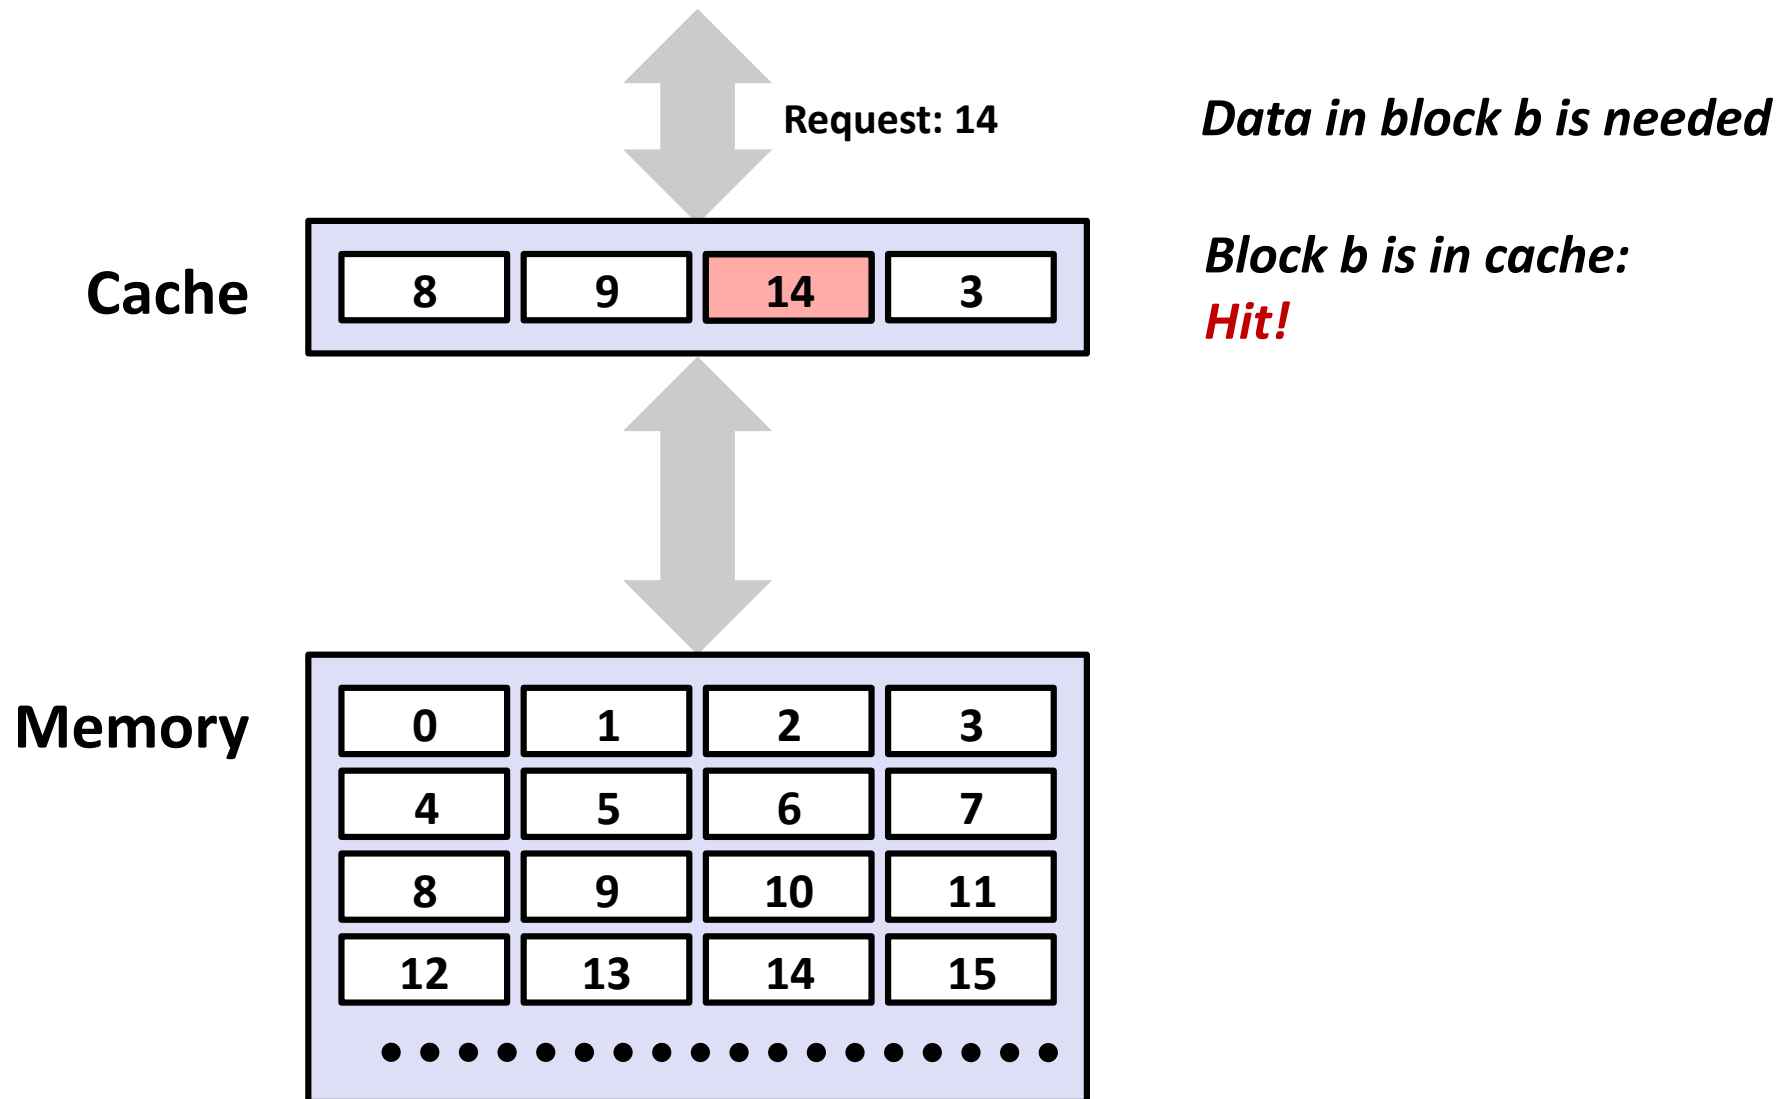 Request: 14
Data in block b is needed
Cache
8 9 14 3
Block b is in cache:
Hit!
Memory
0 1 2 3
4 5 6 7
8 9 10 11
12 13 14 15